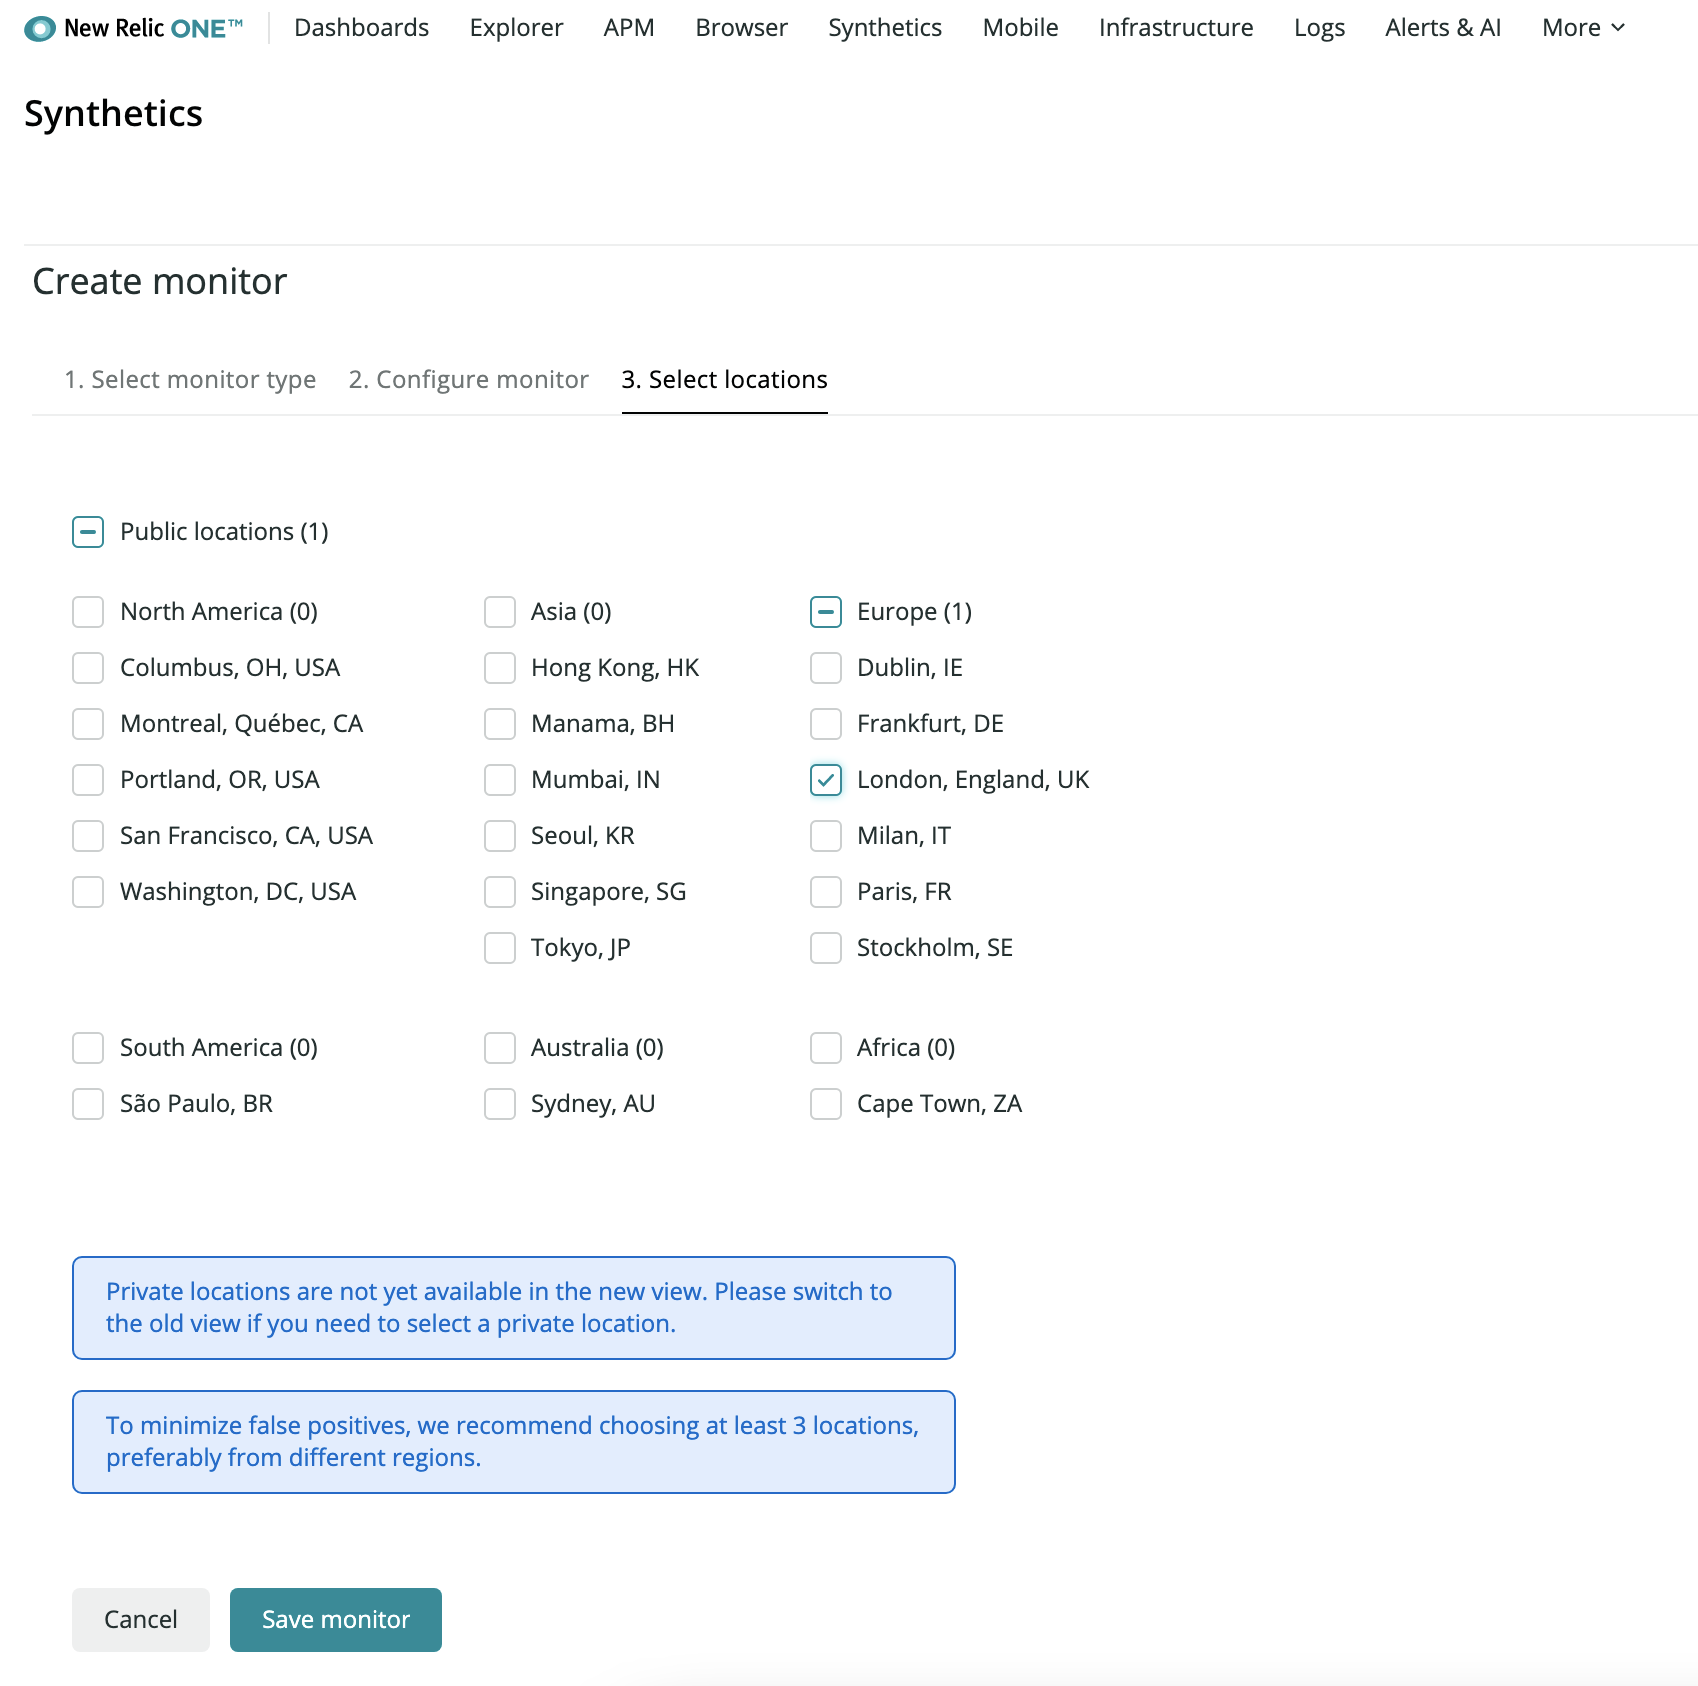 New Relic ONE™ Dashboards Explorer APM Browser Synthetics Mobile Infrastructure Logs Alerts & AI More
Synthetics
Create monitor
1. Select monitor type 2. Configure monitor 3. Select locations
Public locations (1)
North America (0) Asia (0) Europe (1)
Columbus, OH, USA Hong Kong, HK Dublin, IE
Montreal, Québec, CA Manama, BH Frankfurt, DE
Portland, OR, USA Mumbai, IN London, England, UK
San Francisco, CA, USA Seoul, KR Milan, IT
Washington, DC, USA Singapore, SG Paris, FR
Tokyo, JP Stockholm, SE
South America (0) Australia (0) Africa (0)
São Paulo, BR Sydney, AU Cape Town, ZA
Private locations are not yet available in the new view. Please switch to
the old view if you need to select a private location.
To minimize false positives, we recommend choosing at least 3 locations,
preferably from different regions.
Cancel Save monitor